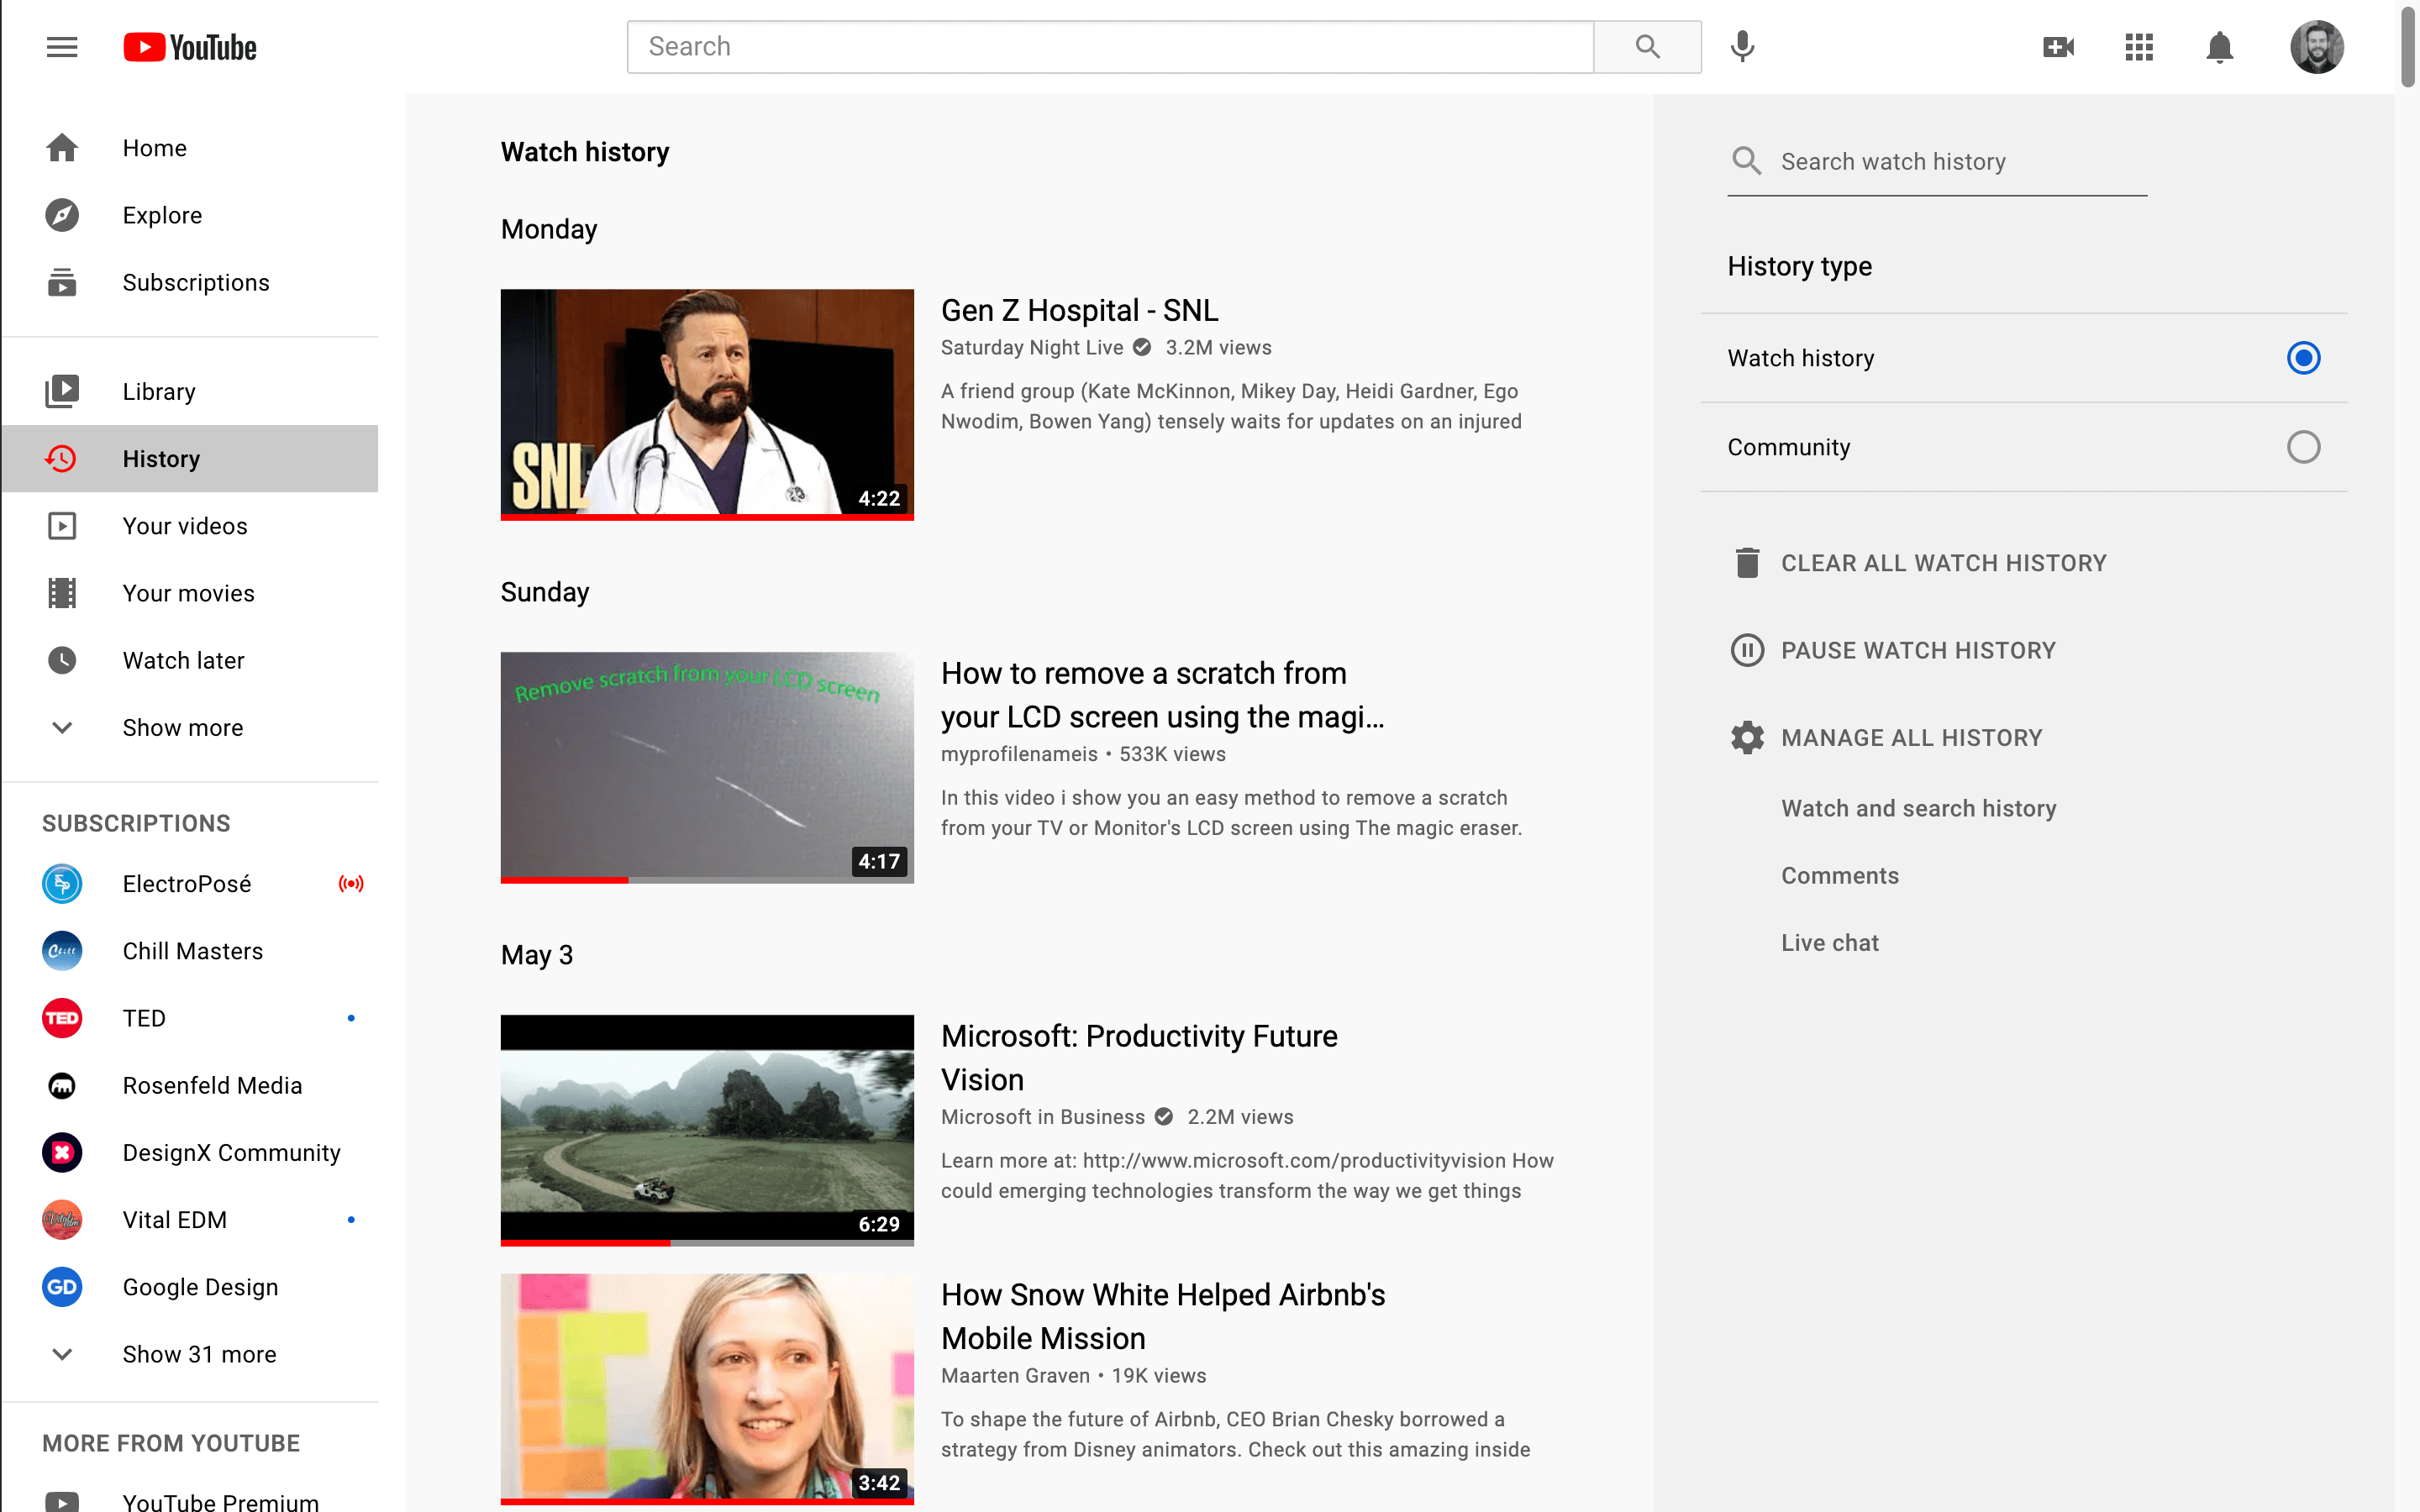 YouTube
Search
Home
Explore
Subscriptions
Library
History
Your videos
Your movies
Watch later
Show more
SUBSCRIPTIONS
ElectroPosé
Chill Masters
TED
TED
Rosenfeld Media
DesignX Community
Vital EDM
GD
Google Design
Show 31 more
MORE FROM YOUTUBE
YouTube Premium
Watch history
Monday
SNL
4:22
Gen Z Hospital - SNL
Saturday Night Live 3.2M views
A friend group (Kate McKinnon, Mikey Day, Heidi Gardner, Ego
Nwodim, Bowen Yang) tensely waits for updates on an injured
Sunday
Remove scratch from your LCD screen
4:17
How to remove a scratch from
your LCD screen using the magi...
myprofilenameis • 533K views
In this video i show you an easy method to remove a scratch
from your TV or Monitor's LCD screen using The magic eraser.
May 3
6:29
Microsoft: Productivity Future
Vision
Microsoft in Business 2.2M views
Learn more at: http://www.microsoft.com/productivityvision How
could emerging technologies transform the way we get things
3:42
How Snow White Helped Airbnb's
Mobile Mission
Maarten Graven • 19K views
To shape the future of Airbnb, CEO Brian Chesky borrowed a
strategy from Disney animators. Check out this amazing inside
Search watch history
History type
Watch history
Community
CLEAR ALL WATCH HISTORY
PAUSE WATCH HISTORY
MANAGE ALL HISTORY
Watch and search history
Comments
Live chat